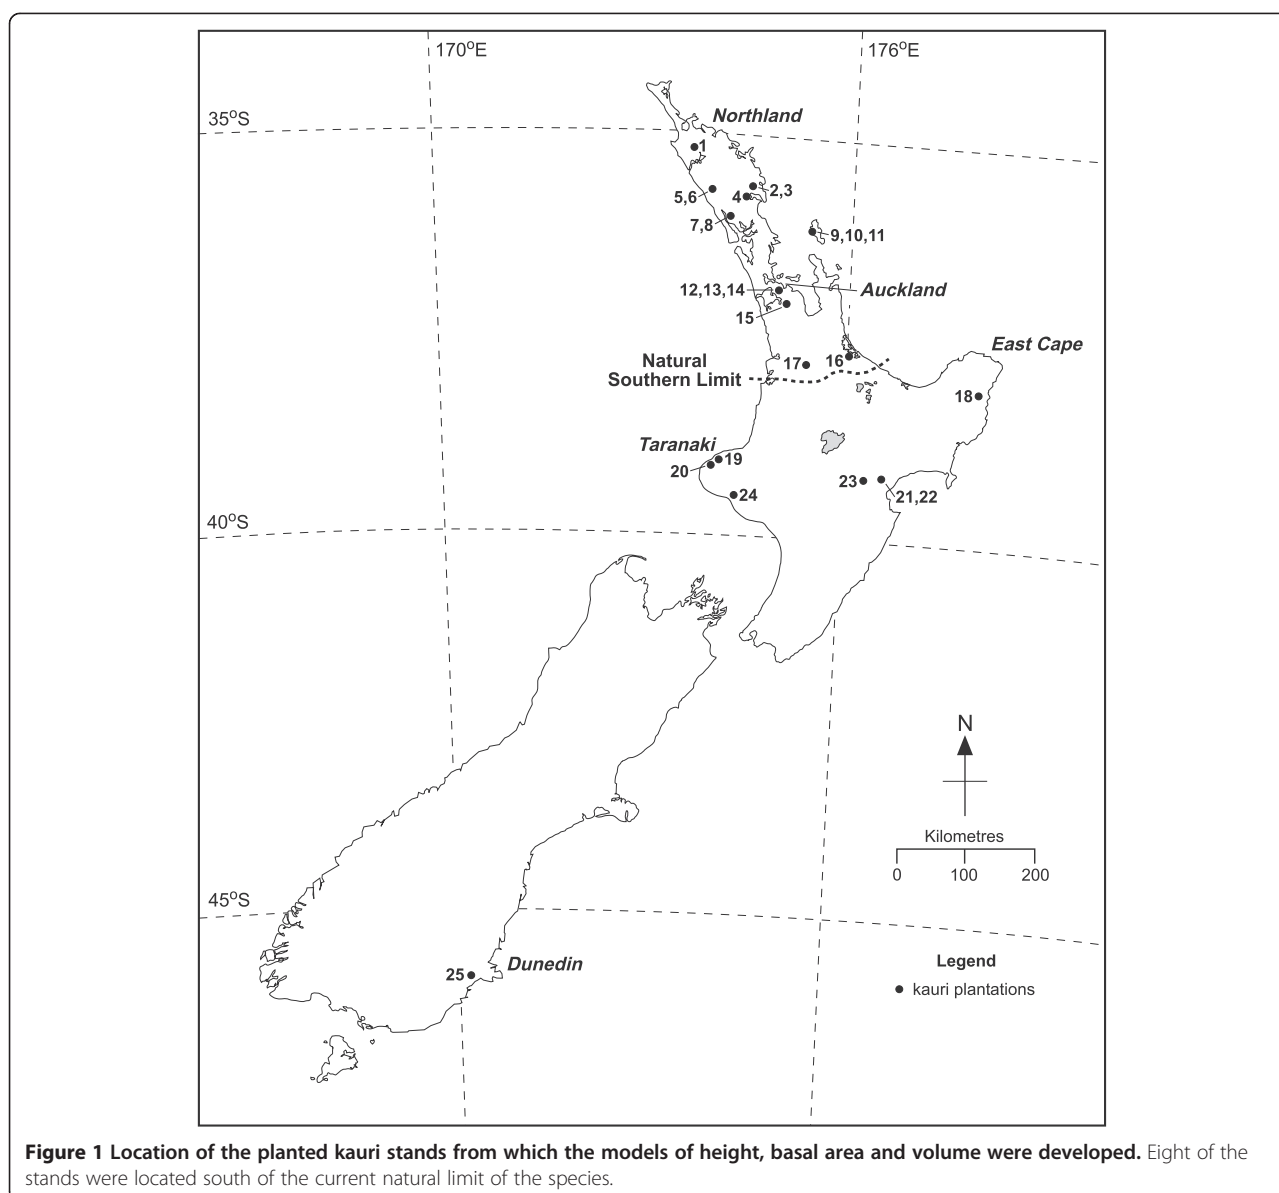 170°E
176°E
35°S
Northland
1
5,6
4
2,3
7,8
9,10,11
12,13,14
Auckland
15
East Cape
Natural
Southern Limit
17
16
18
Taranaki
19
20
24
23
21,22
40°S
N
Kilometres
0 100 200
45°S
25
Dunedin
Legend
kauri plantations
Figure 1 Location of the planted kauri stands from which the models of height, basal area and volume were developed. Eight of the
stands were located south of the current natural limit of the species.